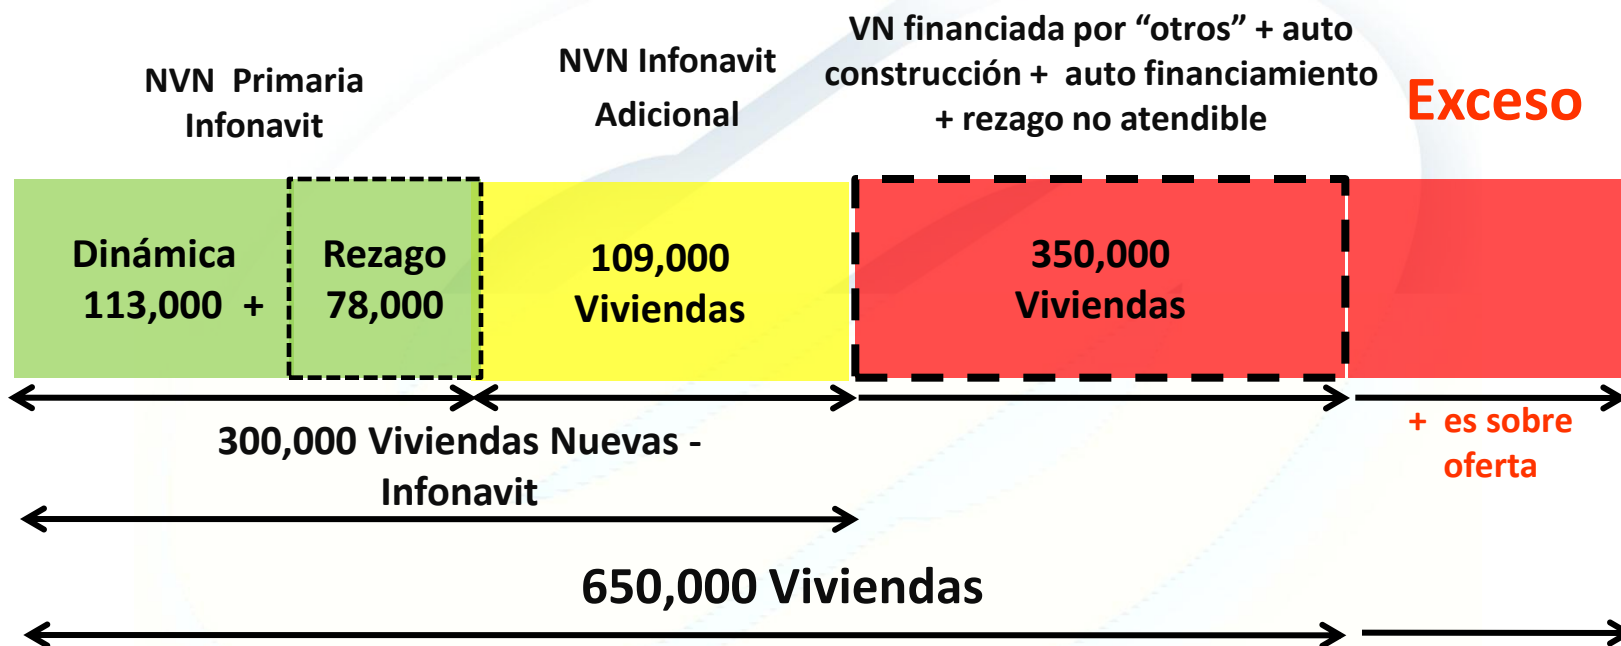 NVN Primaria
Infonavit
NVN Infonavit
Adicional
VN financiada por “otros” + auto
construcción + auto financiamiento
+ rezago no atendible
Exceso
Dinámica
113,000 +
Rezago
78,000
109,000
Viviendas
350,000
Viviendas
300,000 Viviendas Nuevas -
Infonavit
+ es sobre
oferta
650,000 Viviendas